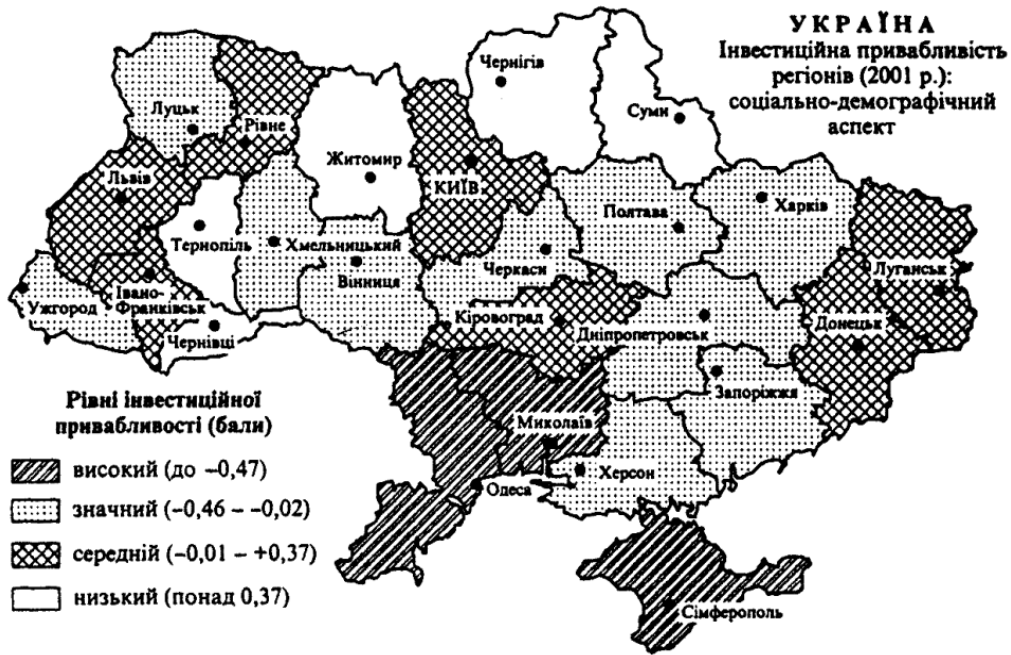 УКРАЇНА
Інвестиційна привабливість
регіонів (2001 р.):
соціально-демографічний
аспект
Чернігів
Суми
Луцьк
Рівне
Житомир
КИЇВ
Львів
Полтава
Харків
Тернопіль
Хмельницький
Черкаси
Вінниця
Луганськ
Ужгород
Івано-
Франківськ
Кіровоград
Донецьк
Чернівці
Дніпропетровськ
Запоріжжя
Миколаїв
Херсон
Одеса
Сімферополь
Рівні інвестиційної
привабливості (бали)
високий (до –0,47)
значний (–0,46 – -0,02)
середній (–0,01 – +0,37)
низький (понад 0,37)